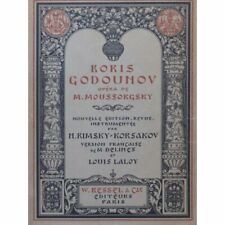 BORIS
GODOUNOV
OPÉRA DE
M. MOUSSORGSKY
NOUVELLE ÉDITION, REVUE,
INSTRUMENTÉE
PAR
N. RIMSKY-KORSAKOV
VERSION FRANÇAISE
DE M. DELINES
ET
LOUIS LALOY
W. BESSEL & Cie
ÉDITEURS
PARIS